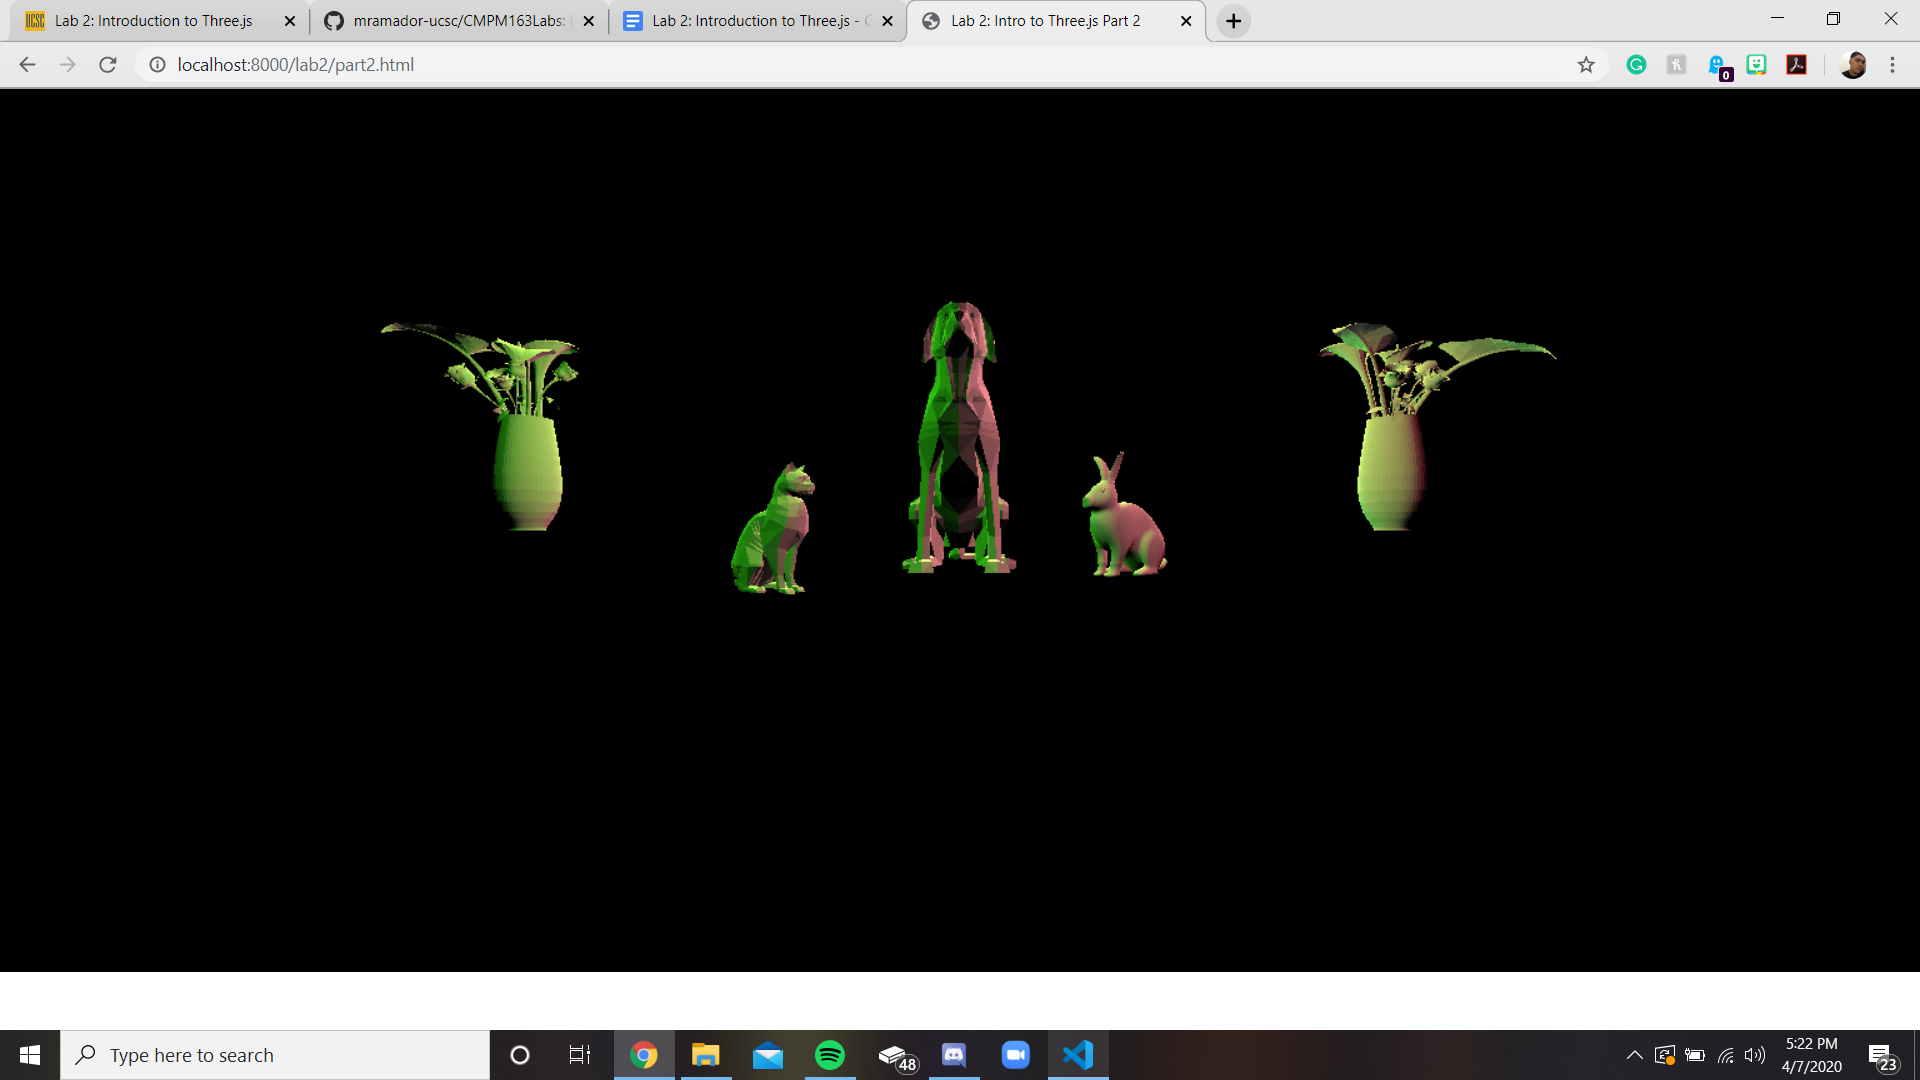 UCSC Lab 2: Introduction to Three.js
mramador-ucsc/CMPM163Labs:
Lab 2: Introduction to Three.js -
Lab 2: Intro to Three.js Part 2
localhost:8000/lab2/part2.html
0
Type here to search
48
5:22 PM
4/7/2020
23